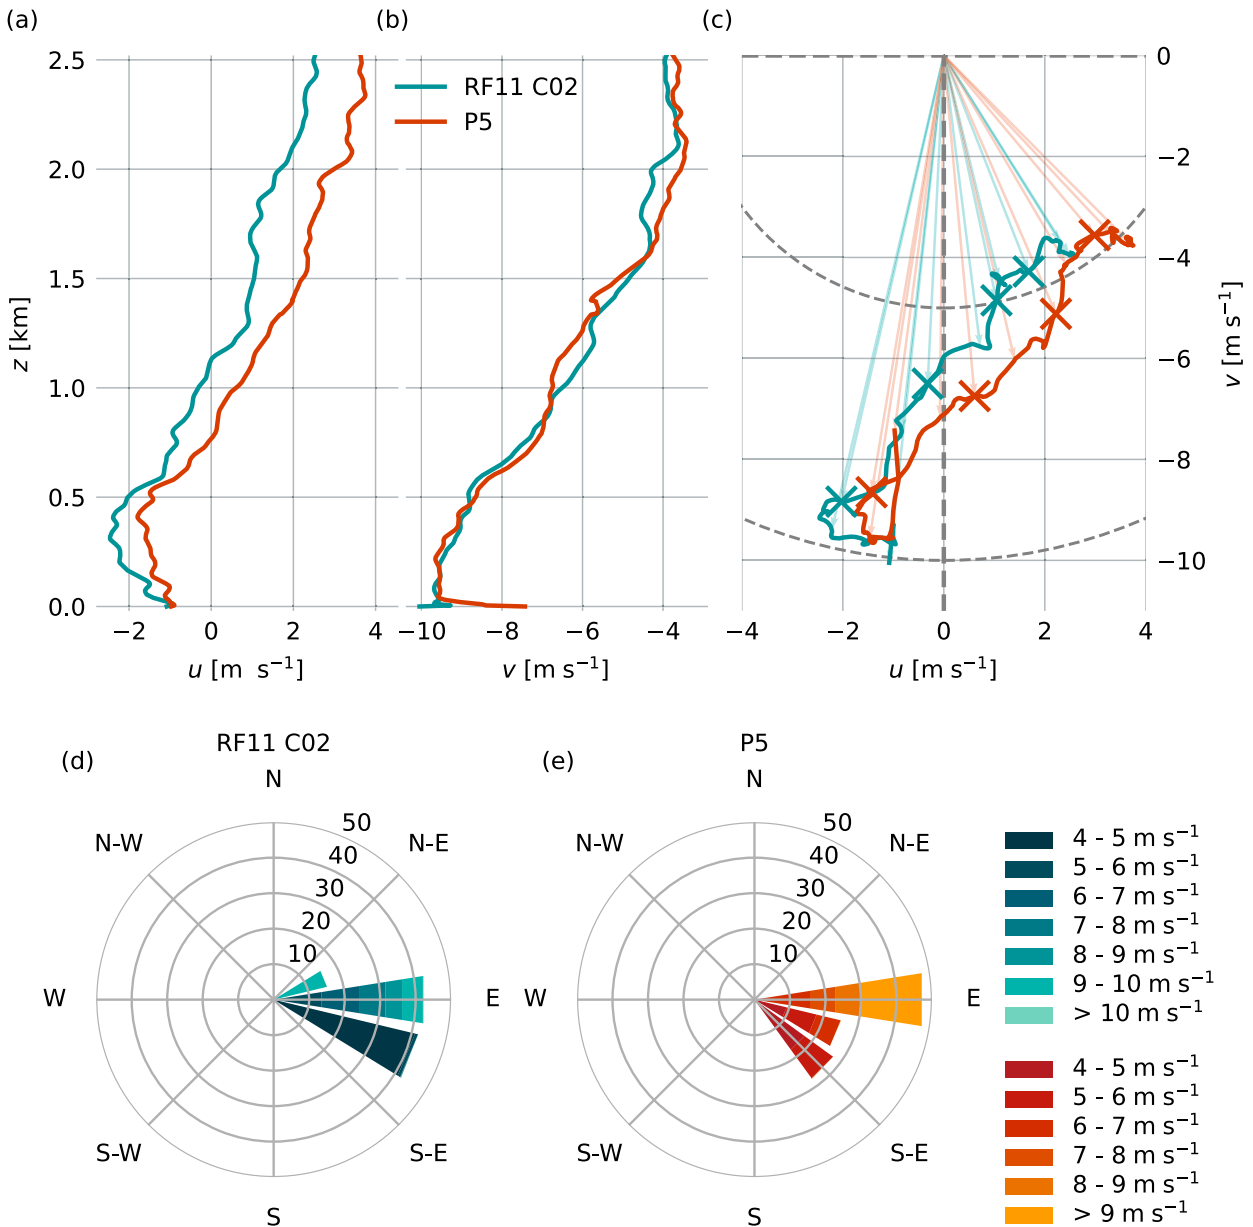 (a)
(b)
(c)
2.5
2.0
1.5
1.0
0.5
0.0
z [km]
−2
0
2
4
u [m s⁻¹]
RF11 C02
P5
−10
−8
−6
−4
v [m s⁻¹]
0
−2
−4
−6
−8
−10
v [m s⁻¹]
−4
−2
0
2
4
u [m s⁻¹]
(d)
RF11 C02
N
N-W
N-E
W
E
S-W
S-E
S
50
40
30
20
10
(e)
P5
N
N-W
N-E
W
E
S-W
S-E
S
50
40
30
20
10
4 - 5 m s⁻¹
5 - 6 m s⁻¹
6 - 7 m s⁻¹
7 - 8 m s⁻¹
8 - 9 m s⁻¹
9 - 10 m s⁻¹
> 10 m s⁻¹
4 - 5 m s⁻¹
5 - 6 m s⁻¹
6 - 7 m s⁻¹
7 - 8 m s⁻¹
8 - 9 m s⁻¹
> 9 m s⁻¹